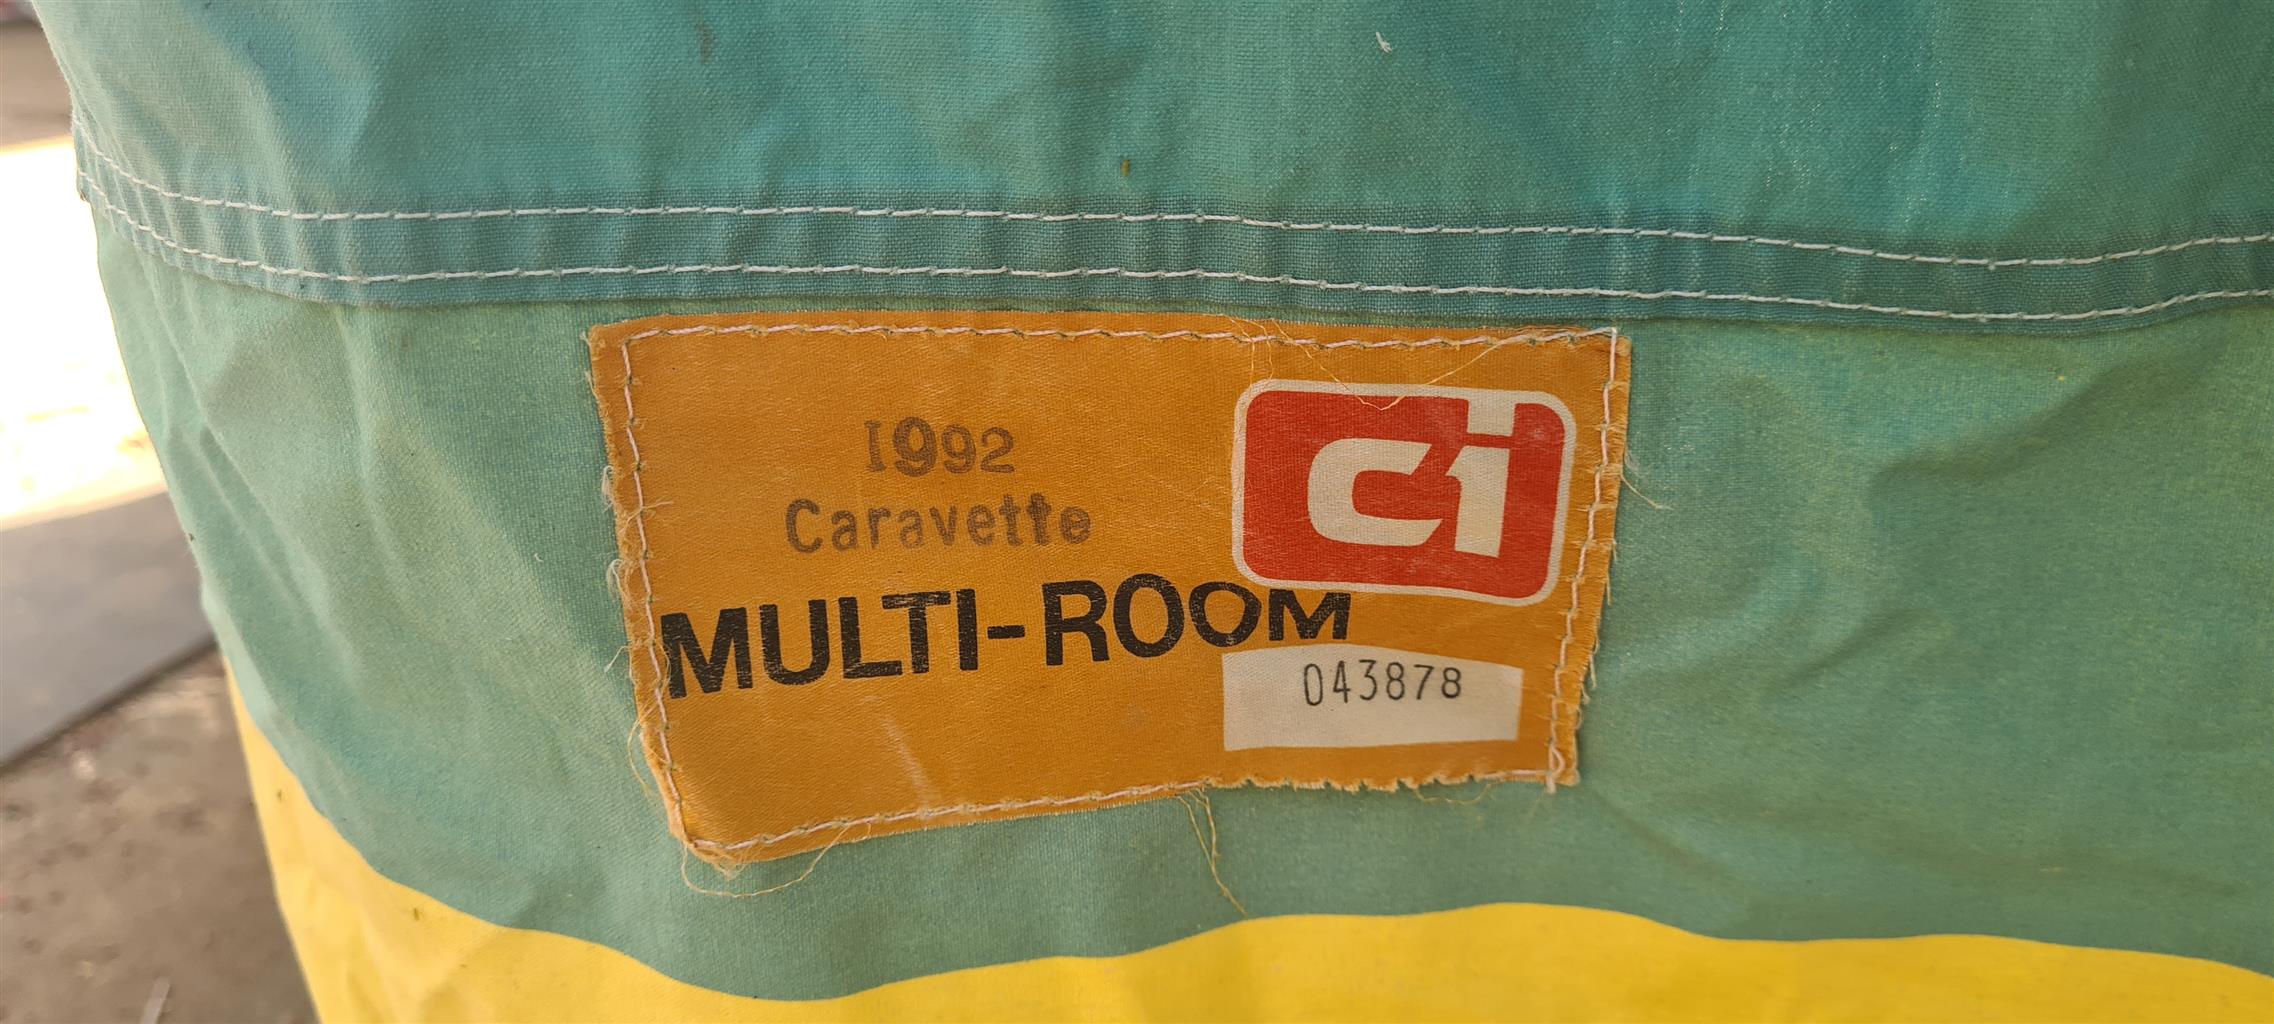 1992
Caravette
ci
MULTI-ROOM
043878